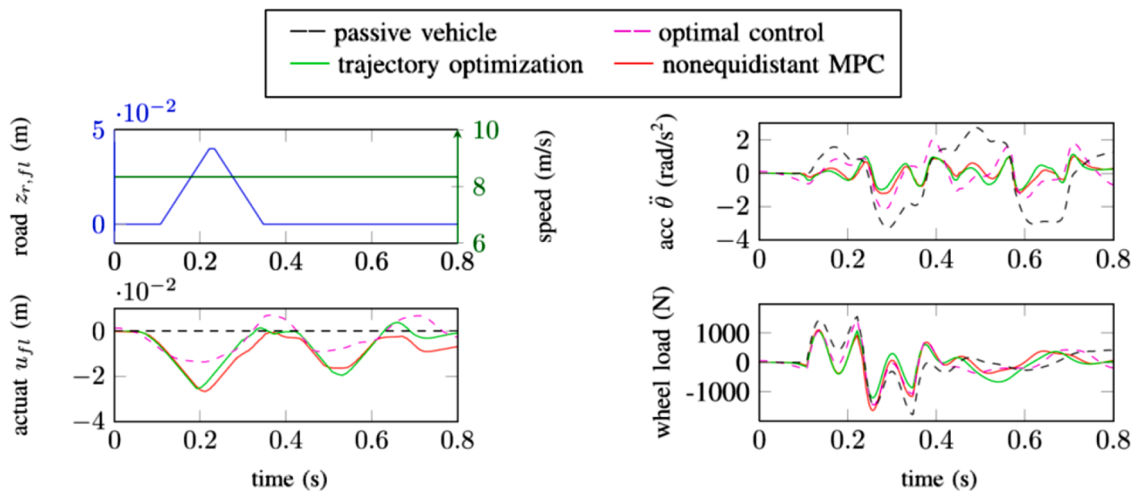 passive vehicle
optimal control
trajectory optimization
nonequidistant MPC
·10⁻²
road z_{r,fl} (m)
5
0
0 0.2 0.4 0.6 0.8
10
8
6
speed (m/s)
acc θ̈ (rad/s²)
2
0
−2
−4
0 0.2 0.4 0.6 0.8
·10⁻²
actuat u_{fl} (m)
0
−2
−4
0 0.2 0.4 0.6 0.8
time (s)
wheel load (N)
1000
0
-1000
0 0.2 0.4 0.6 0.8
time (s)